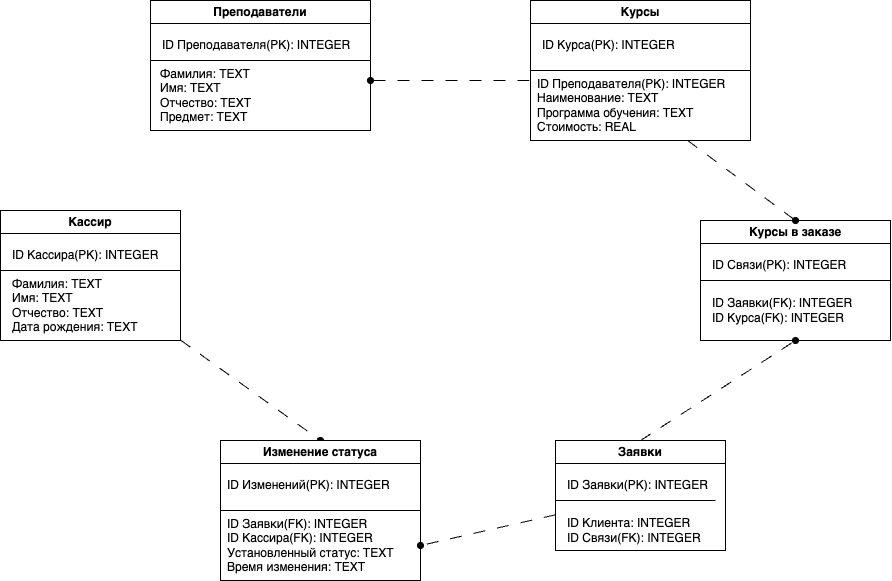 Преподаватели
ID Преподавателя(PK): INTEGER
Фамилия: TEXT
Имя: TEXT
Отчество: TEXT
Предмет: TEXT
Курсы
ID Курса(PK): INTEGER
ID Преподавателя(PK): INTEGER
Наименование: TEXT
Программа обучения: TEXT
Стоимость: REAL
Кассир
ID Кассира(PK): INTEGER
Фамилия: TEXT
Имя: TEXT
Отчество: TEXT
Дата рождения: TEXT
Курсы в заказе
ID Связи(PK): INTEGER
ID Заявки(FK): INTEGER
ID Курса(FK): INTEGER
Изменение статуса
ID Изменений(PK): INTEGER
ID Заявки(FK): INTEGER
ID Кассира(FK): INTEGER
Установленный статус: TEXT
Время изменения: TEXT
Заявки
ID Заявки(PK): INTEGER
ID Клиента: INTEGER
ID Связи(FK): INTEGER